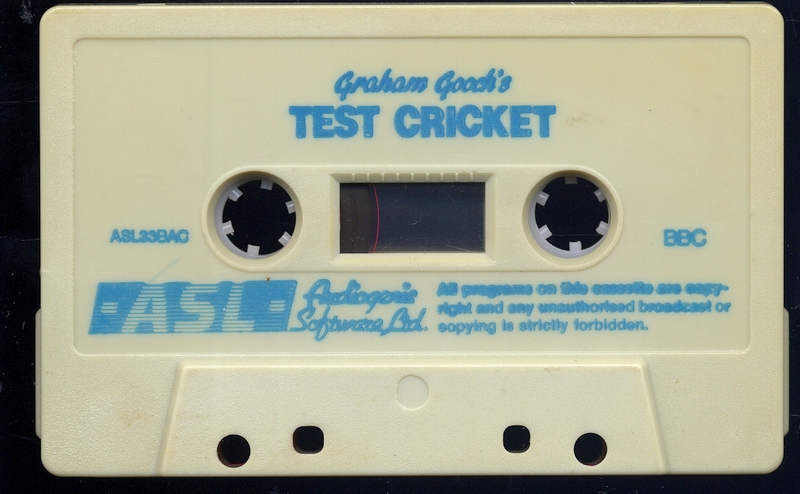 Graham Gooch's
TEST CRICKET
ASL33BAC
BBC
ASL
Audiogenic
Software Ltd.
All programs on this cassette are copy-
right and any unauthorised broadcast or
copying is strictly forbidden.